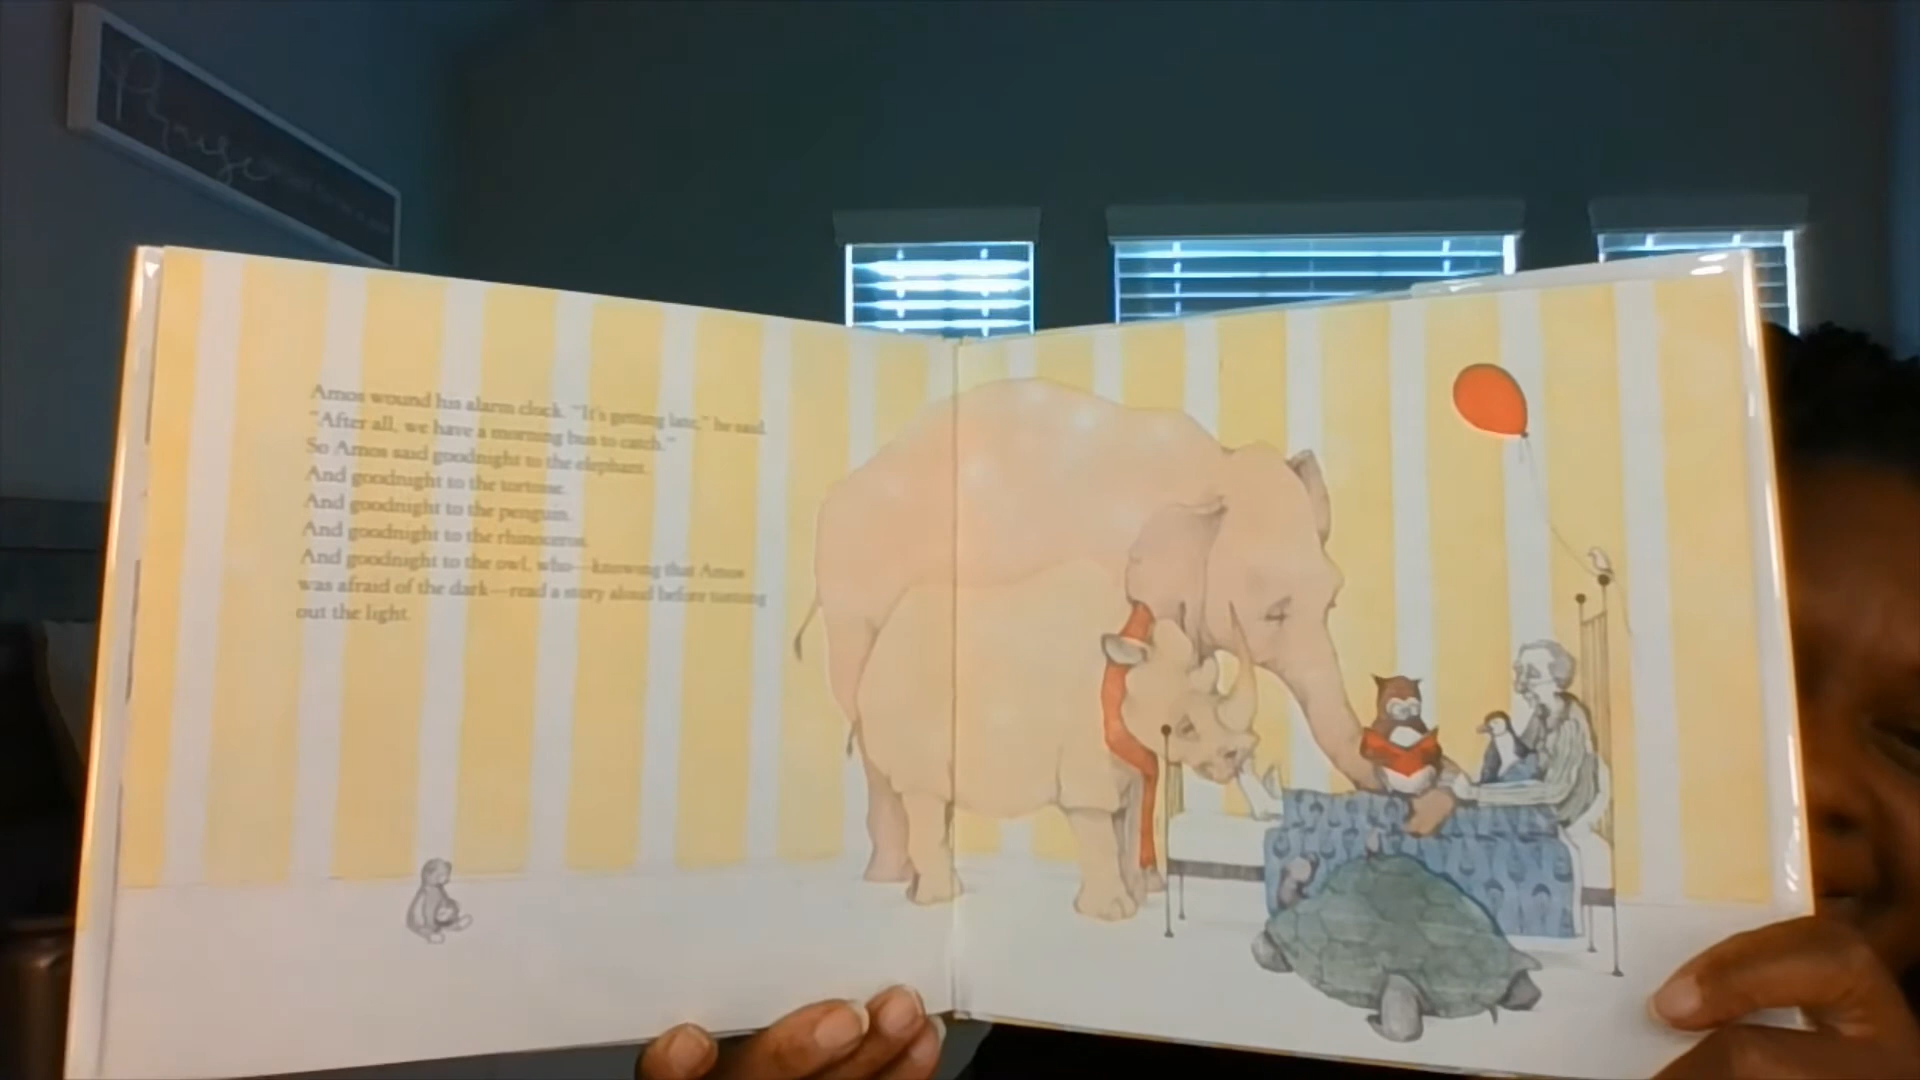 Praise
Amos wound his alarm clock. "It's getting late," he said.
"After all, we have a morning bus to catch."
So Amos said goodnight to the elephant.
And goodnight to the tortoise.
And goodnight to the penguin.
And goodnight to the rhinoceros.
And goodnight to the owl, who—knowing that Amos
was afraid of the dark—read a story aloud before turning
out the light.